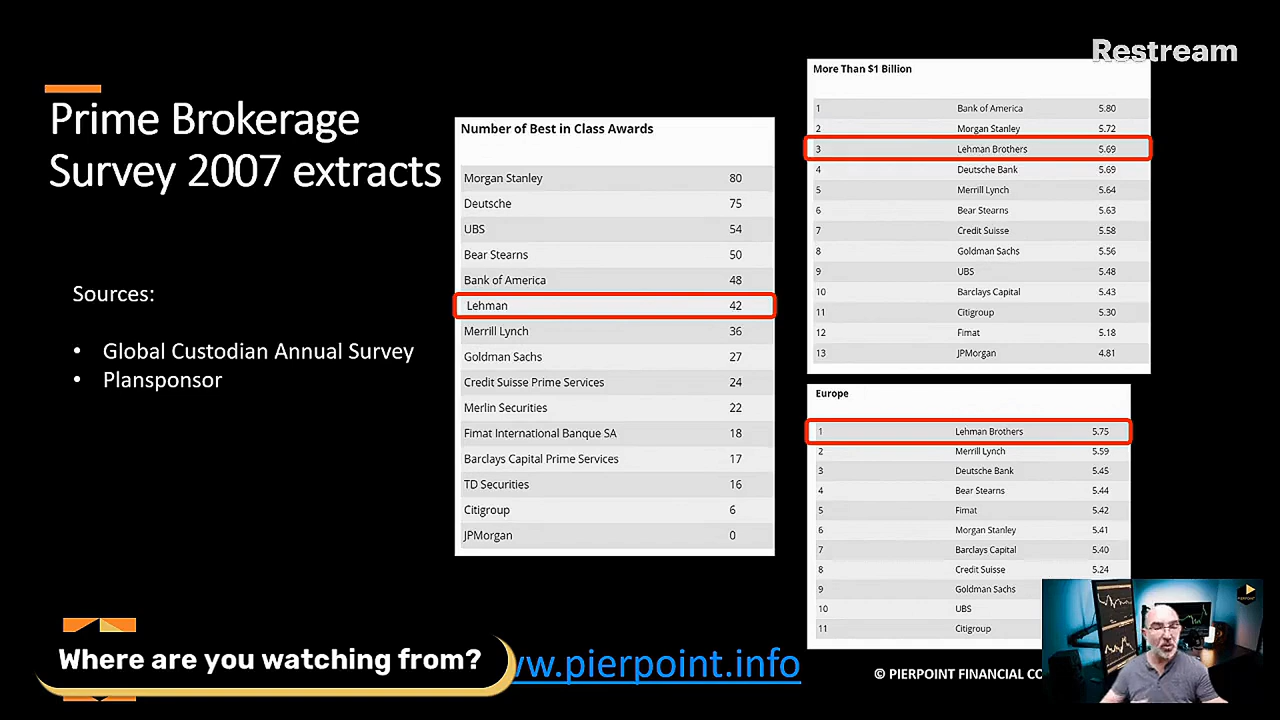 Restream
Prime Brokerage
Survey 2007 extracts
Sources:
• Global Custodian Annual Survey
• Plansponsor
Number of Best in Class Awards
Morgan Stanley 80
Deutsche 75
UBS 54
Bear Stearns 50
Bank of America 48
Lehman 42
Merrill Lynch 36
Goldman Sachs 27
Credit Suisse Prime Services 24
Merlin Securities 22
Fimat International Banque SA 18
Barclays Capital Prime Services 17
TD Securities 16
Citigroup 6
JPMorgan 0
More Than $1 Billion
1 Bank of America 5.80
2 Morgan Stanley 5.72
3 Lehman Brothers 5.69
4 Deutsche Bank 5.69
5 Merrill Lynch 5.64
6 Bear Stearns 5.63
7 Credit Suisse 5.58
8 Goldman Sachs 5.56
9 UBS 5.48
10 Barclays Capital 5.43
11 Citigroup 5.30
12 Fimat 5.18
13 JPMorgan 4.81
Europe
1 Lehman Brothers 5.75
2 Merrill Lynch 5.59
3 Deutsche Bank 5.45
4 Bear Stearns 5.44
5 Fimat 5.42
6 Morgan Stanley 5.41
7 Barclays Capital 5.40
8 Credit Suisse 5.24
9 Goldman Sachs
10 UBS
11 Citigroup
Where are you watching from?
w.pierpoint.info
© PIERPOINT FINANCIAL CO
PIERPOINT